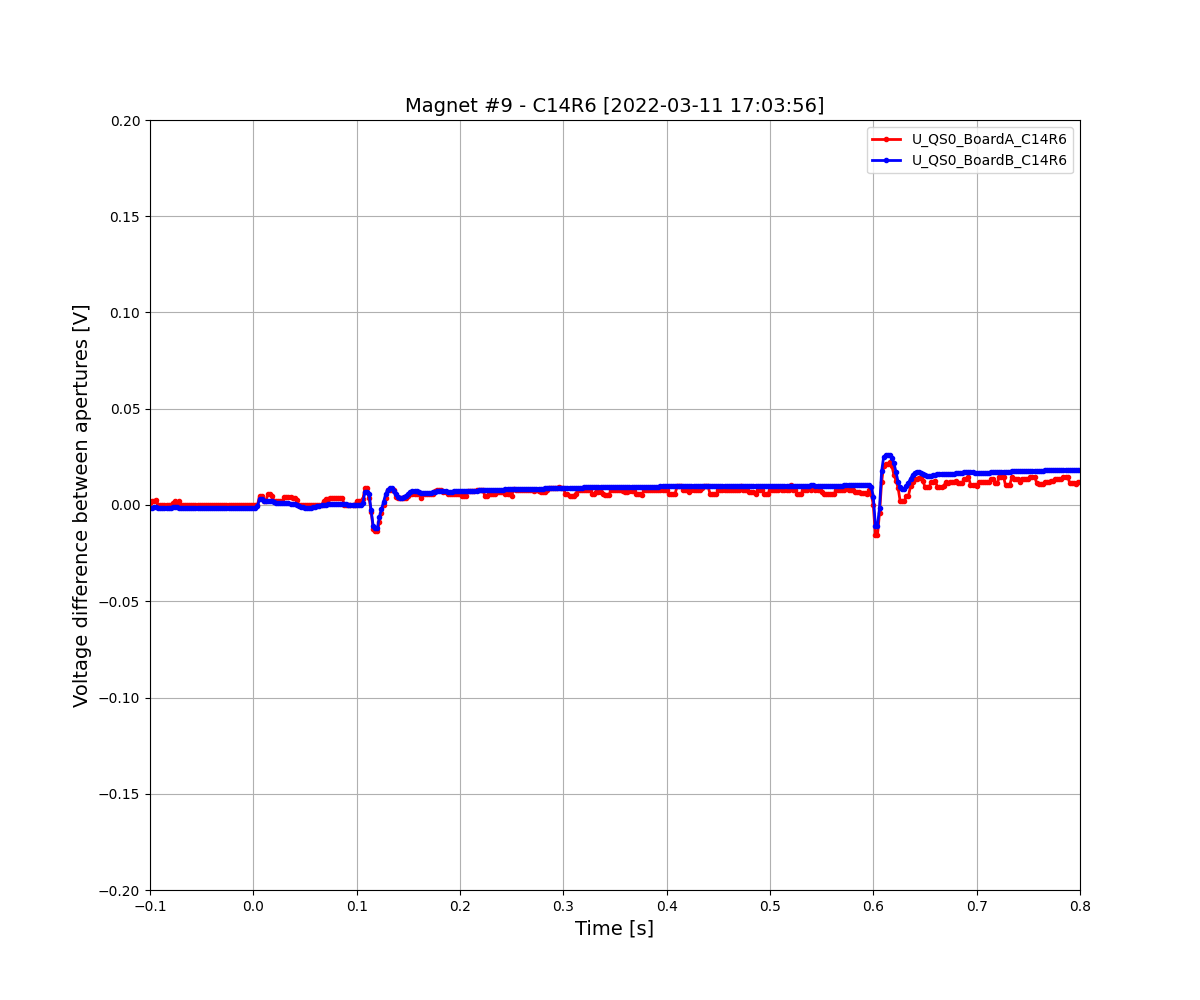 Magnet #9 - C14R6 [2022-03-11 17:03:56]
U_QS0_BoardA_C14R6
U_QS0_BoardB_C14R6
Voltage difference between apertures [V]
0.20
0.15
0.10
0.05
0.00
−0.05
−0.10
−0.15
−0.20
−0.1 0.0 0.1 0.2 0.3 0.4 0.5 0.6 0.7 0.8
Time [s]